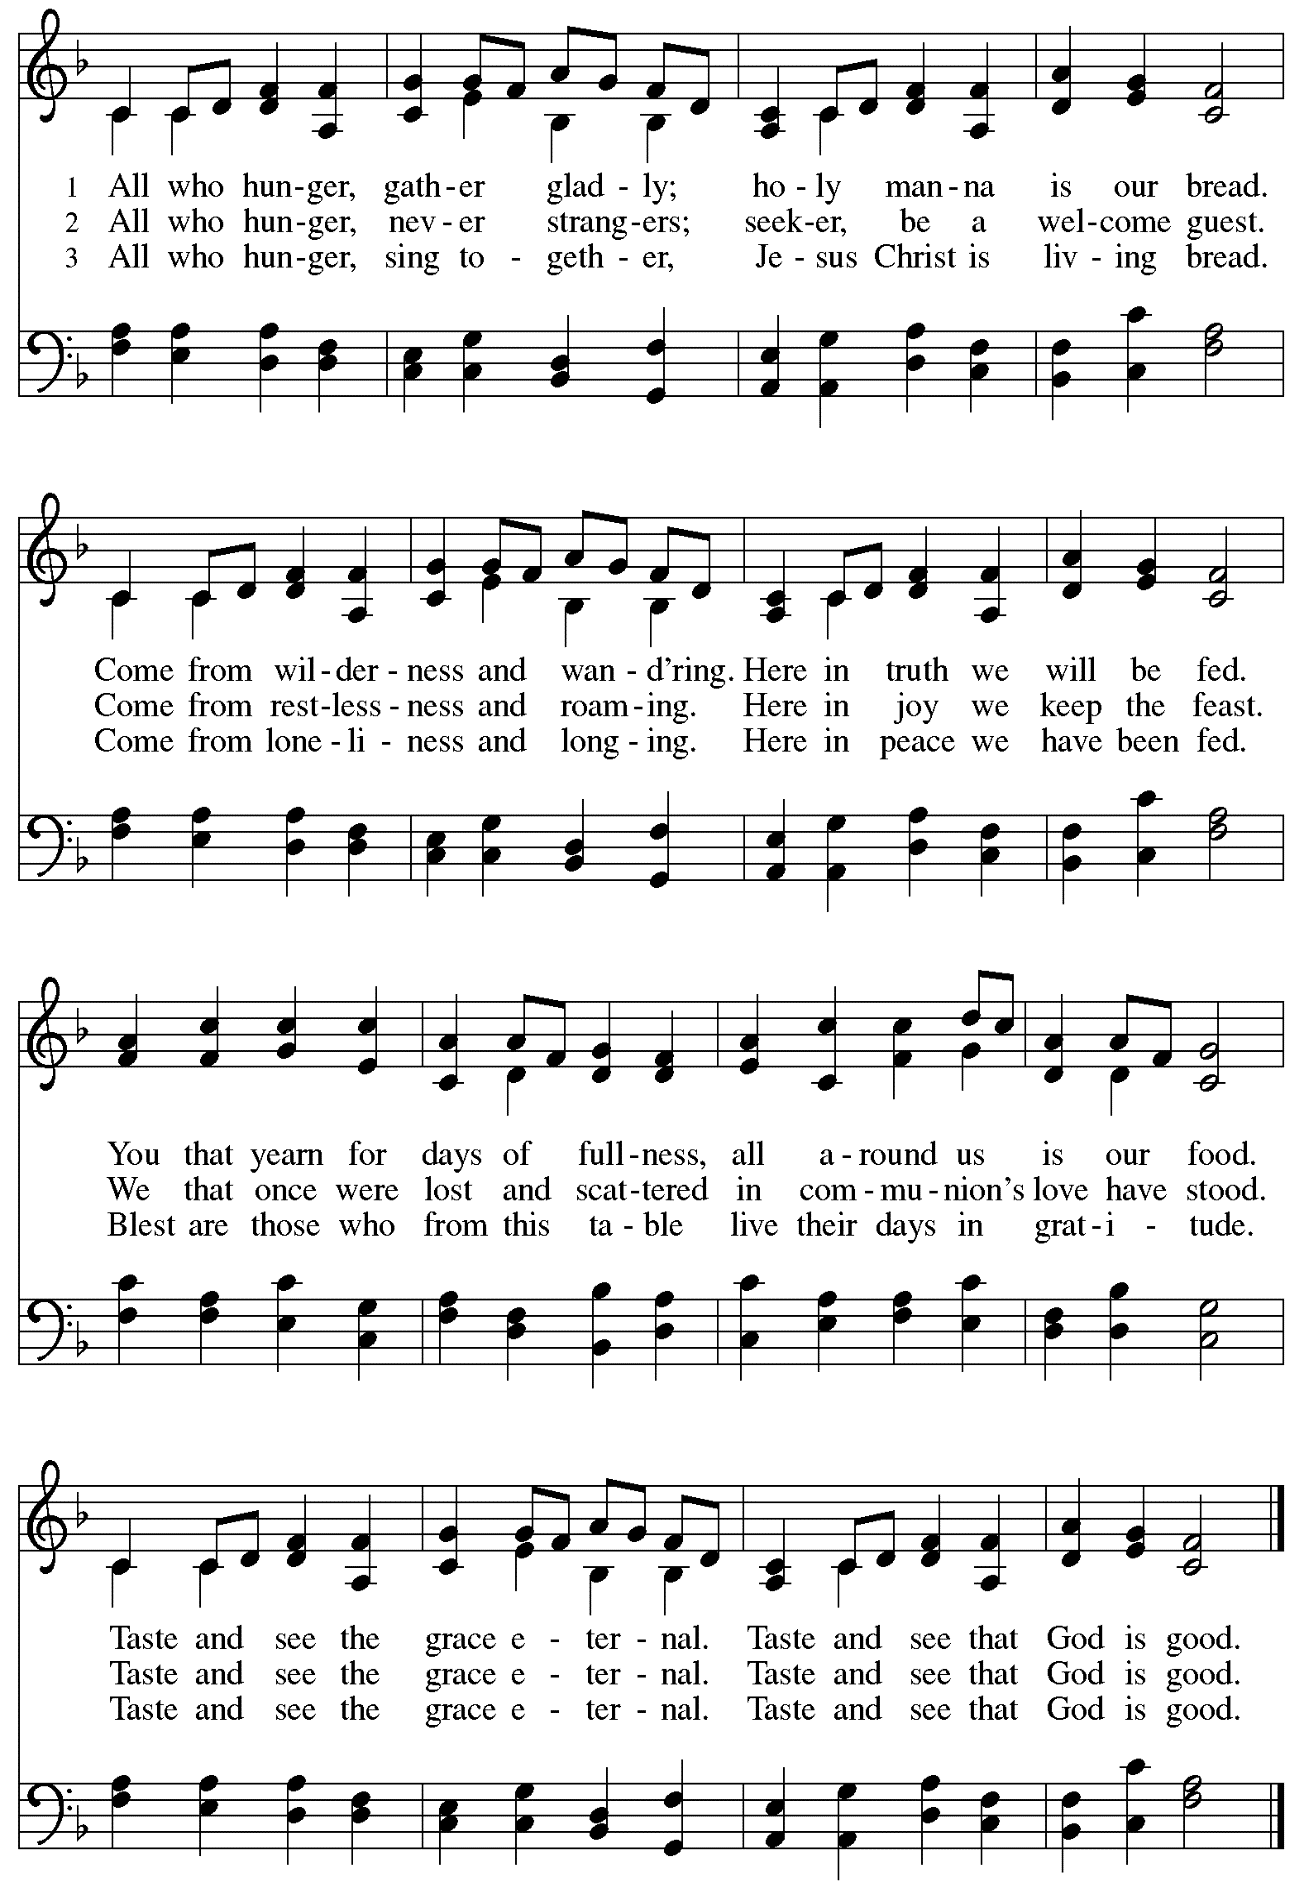 1 All who hun-ger, gath-er glad-ly; ho-ly man-na is our bread.
2 All who hun-ger, nev-er strang-ers; seek-er, be a wel-come guest.
3 All who hun-ger, sing to-geth-er, Je-sus Christ is liv-ing bread.
Come from wil-der-ness and wan-d’ring. Here in truth we will be fed.
Come from rest-less-ness and roam-ing. Here in joy we keep the feast.
Come from lone-li-ness and long-ing. Here in peace we have been fed.
You that yearn for days of full-ness, all a-round us is our food.
We that once were lost and scat-tered in com-mu-nion’s love have stood.
Blest are those who from this ta-ble live their days in grat-i-tude.
Taste and see the grace e-ter-nal. Taste and see that God is good.
Taste and see the grace e-ter-nal. Taste and see that God is good.
Taste and see the grace e-ter-nal. Taste and see that God is good.